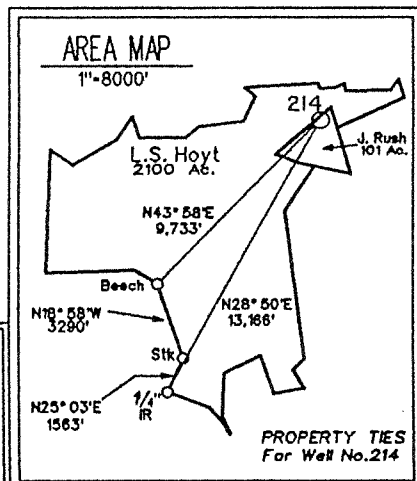 AREA MAP
1"=8000'
214
J. Rush
101 Ac.
L.S. Hoyt
2100 Ac.
N43°58'E
9,733'
N28°50'E
13,166'
Beech
N18°58'W
3290'
Stk
N25°03'E
1563'
1/4"
IR
PROPERTY TIES
For Well No.214